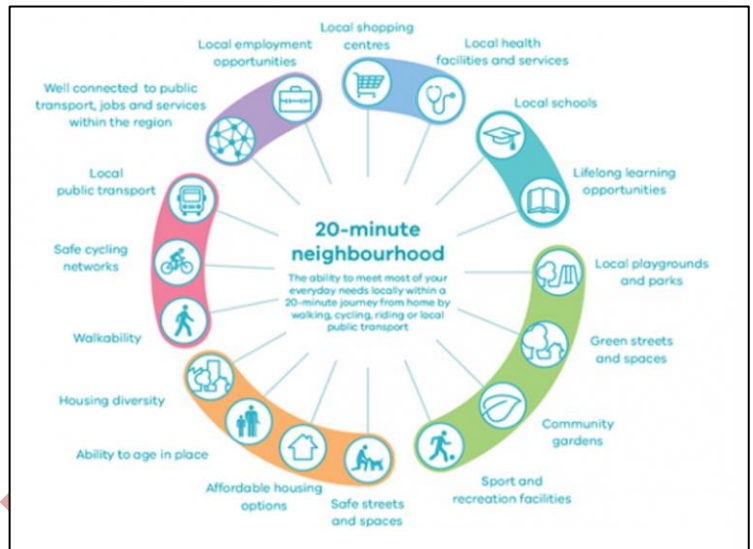 Local shopping
centres
Local health
facilities and services
Local schools
Lifelong learning
opportunities
Local playgrounds
and parks
Green streets
and spaces
Community
gardens
Sport and
recreation facilities
Safe streets
and spaces
Affordable housing
options
Ability to age in place
Housing diversity
Walkability
Safe cycling
networks
Local
public transport
Well connected to public
transport, jobs and services
within the region
Local employment
opportunities
20-minute
neighbourhood
The ability to meet most of your
everyday needs locally within a
20-minute journey from home by
walking, cycling, riding or local
public transport